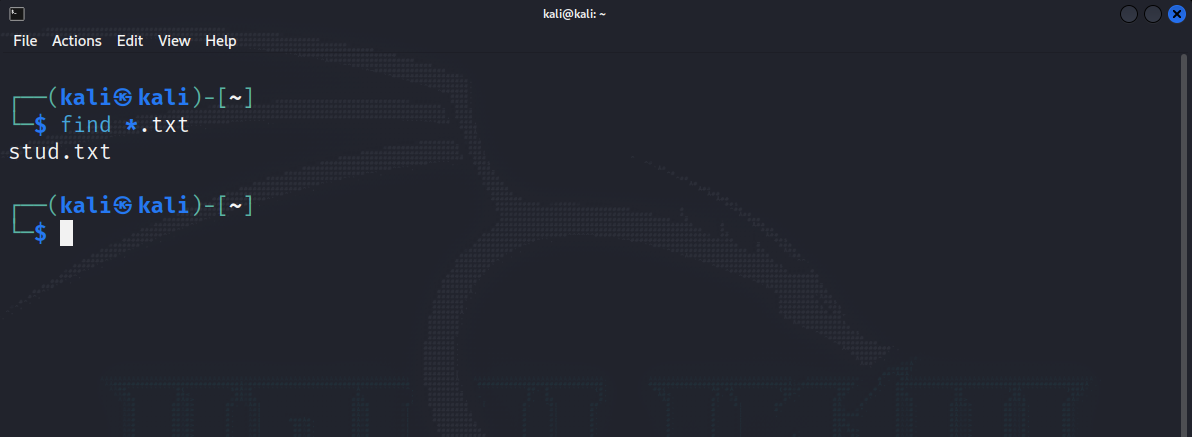 kali@kali: ~
File Actions Edit View Help
┌──(kali㉿kali)-[~]
└─$ find *.txt
stud.txt
┌──(kali㉿kali)-[~]
└─$